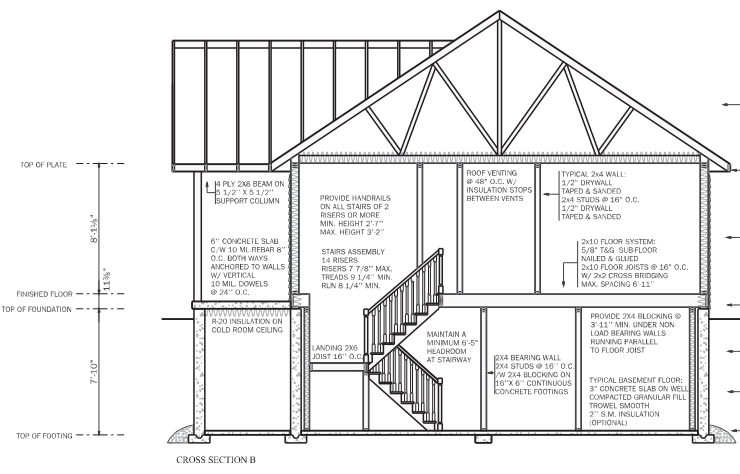 TOP OF PLATE
8'-1⅛"
11⅜"
FINISHED FLOOR
TOP OF FOUNDATION
7'-10"
TOP OF FOOTING
4 PLY 2X6 BEAM ON
5 1/2'' X 5 1/2''
SUPPORT COLUMN
6'' CONCRETE SLAB
C/W 10 ML.REBAR 8''
O.C. BOTH WAYS
ANCHORED TO WALLS
W/ VERTICAL
10 MIL. DOWELS
@ 24'' O.C.
PROVIDE HANDRAILS
ON ALL STAIRS OF 2
RISERS OR MORE
MIN. HEIGHT 2'-7''
MAX. HEIGHT 3'-2''
STAIRS ASSEMBLY
14 RISERS
RISERS 7 7/8'' MAX.
TREADS 9 1/4'' MIN.
RUN 8 1/4'' MIN.
ROOF VENTING
@ 48" O.C. W/
INSULATION STOPS
BETWEEN VENTS
TYPICAL 2x4 WALL:
1/2" DRYWALL
TAPED & SANDED
2x4 STUDS @ 16" O.C.
1/2" DRYWALL
TAPED & SANDED
2x10 FLOOR SYSTEM:
5/8" T&G SUB-FLOOR
NAILED & GLUED
2x10 FLOOR JOISTS @ 16" O.C.
W/ 2x2 CROSS BRIDGING
MAX. SPACING 6'-11"
R-20 INSULATION ON
COLD ROOM CEILING
LANDING 2X6
JOIST 16'' O.C.
MAINTAIN A
MINIMUM 6'-5"
HEADROOM
AT STAIRWAY
2X4 BEARING WALL
2X4 STUDS @ 16'' O.C.
/W 2X4 BLOCKING ON
16''X 6'' CONTINUOUS
CONCRETE FOOTINGS
PROVIDE 2X4 BLOCKING @
3'-11" MIN. UNDER NON-
LOAD BEARING WALLS
RUNNING PARALLEL
TO FLOOR JOIST
TYPICAL BASEMENT FLOOR:
3" CONCRETE SLAB ON WELL
COMPACTED GRANULAR FILL
TROWEL SMOOTH
2'' S.M. INSULATION
(OPTIONAL)
CROSS SECTION B